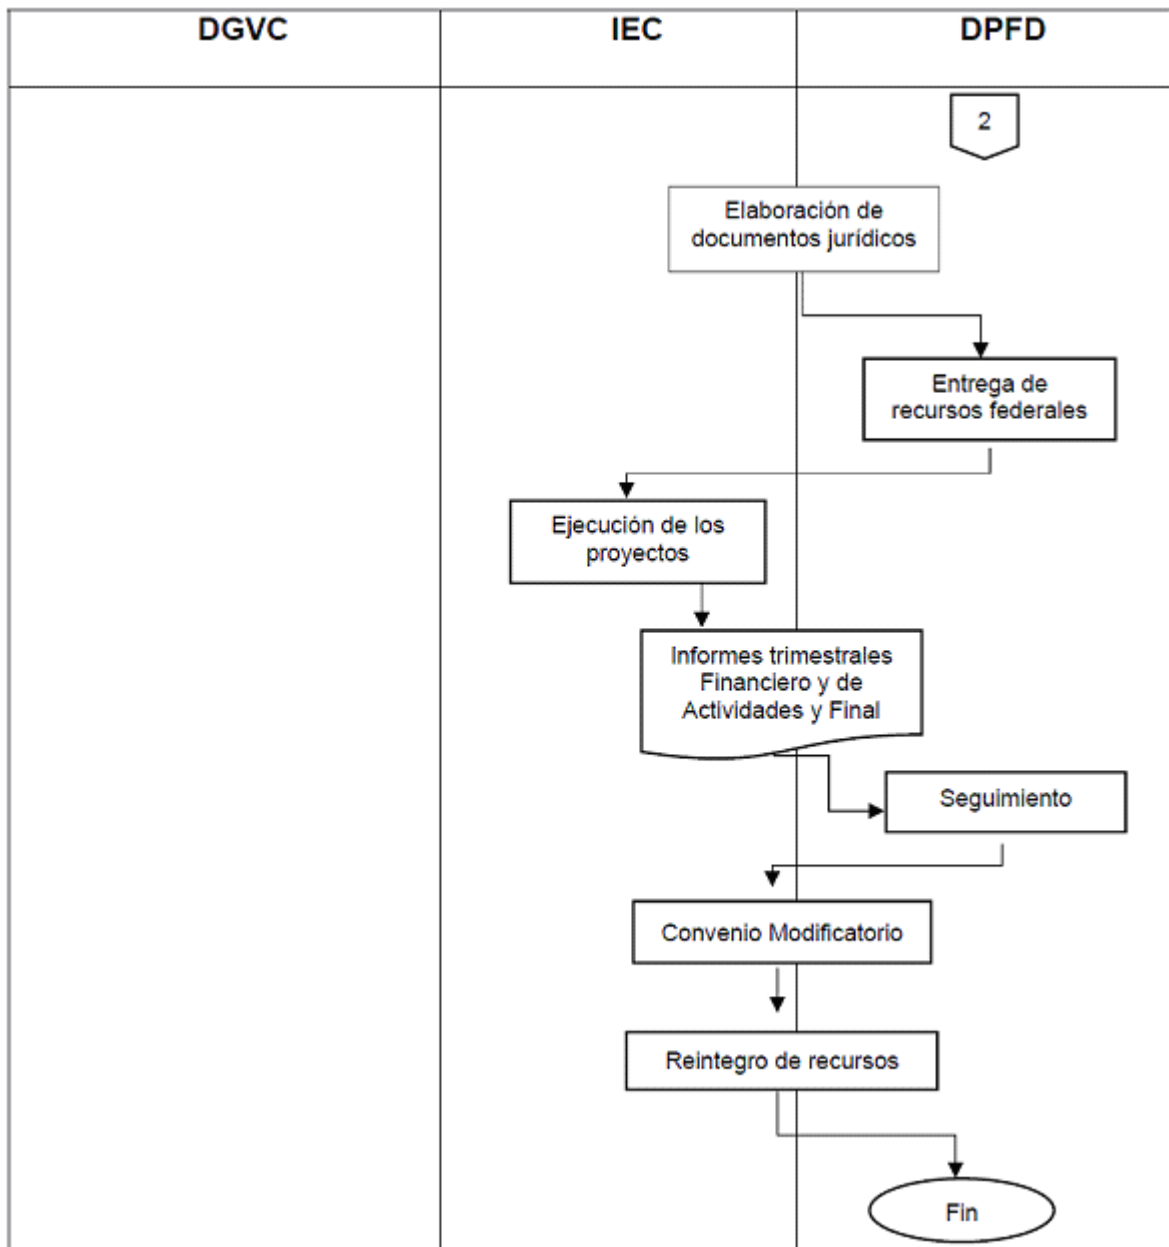 DGVC
IEC
DPFD
2
Elaboración de
documentos jurídicos
Entrega de
recursos federales
Ejecución de los
proyectos
Informes trimestrales
Financiero y de
Actividades y Final
Seguimiento
Convenio Modificatorio
Reintegro de recursos
Fin